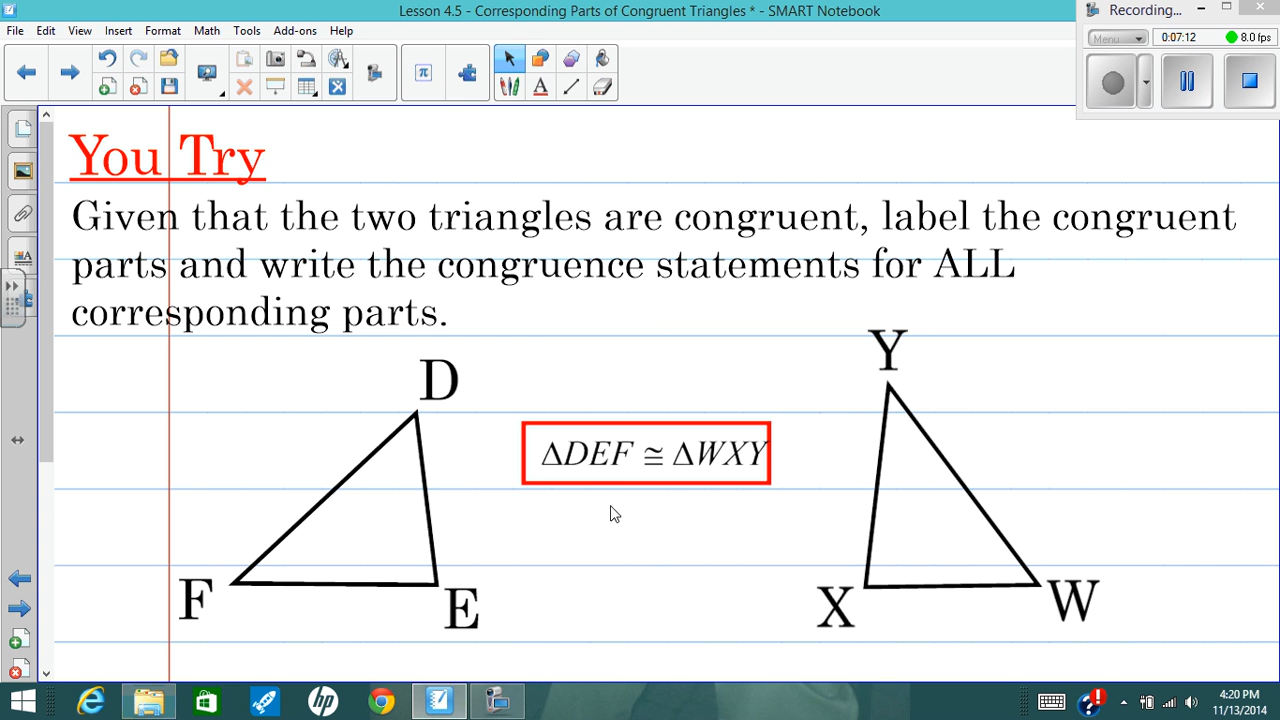 Lesson 4.5 - Corresponding Parts of Congruent Triangles * - SMART Notebook
Recording...
File Edit View Insert Format Math Tools Add-ons Help
Menu 0:07:12 8.0 fps
π
A
You Try
Given that the two triangles are congruent, label the congruent
parts and write the congruence statements for ALL
corresponding parts.
D
Y
ΔDEF ≅ ΔWXY
F
E
X
W
hp
4:20 PM
11/13/2014